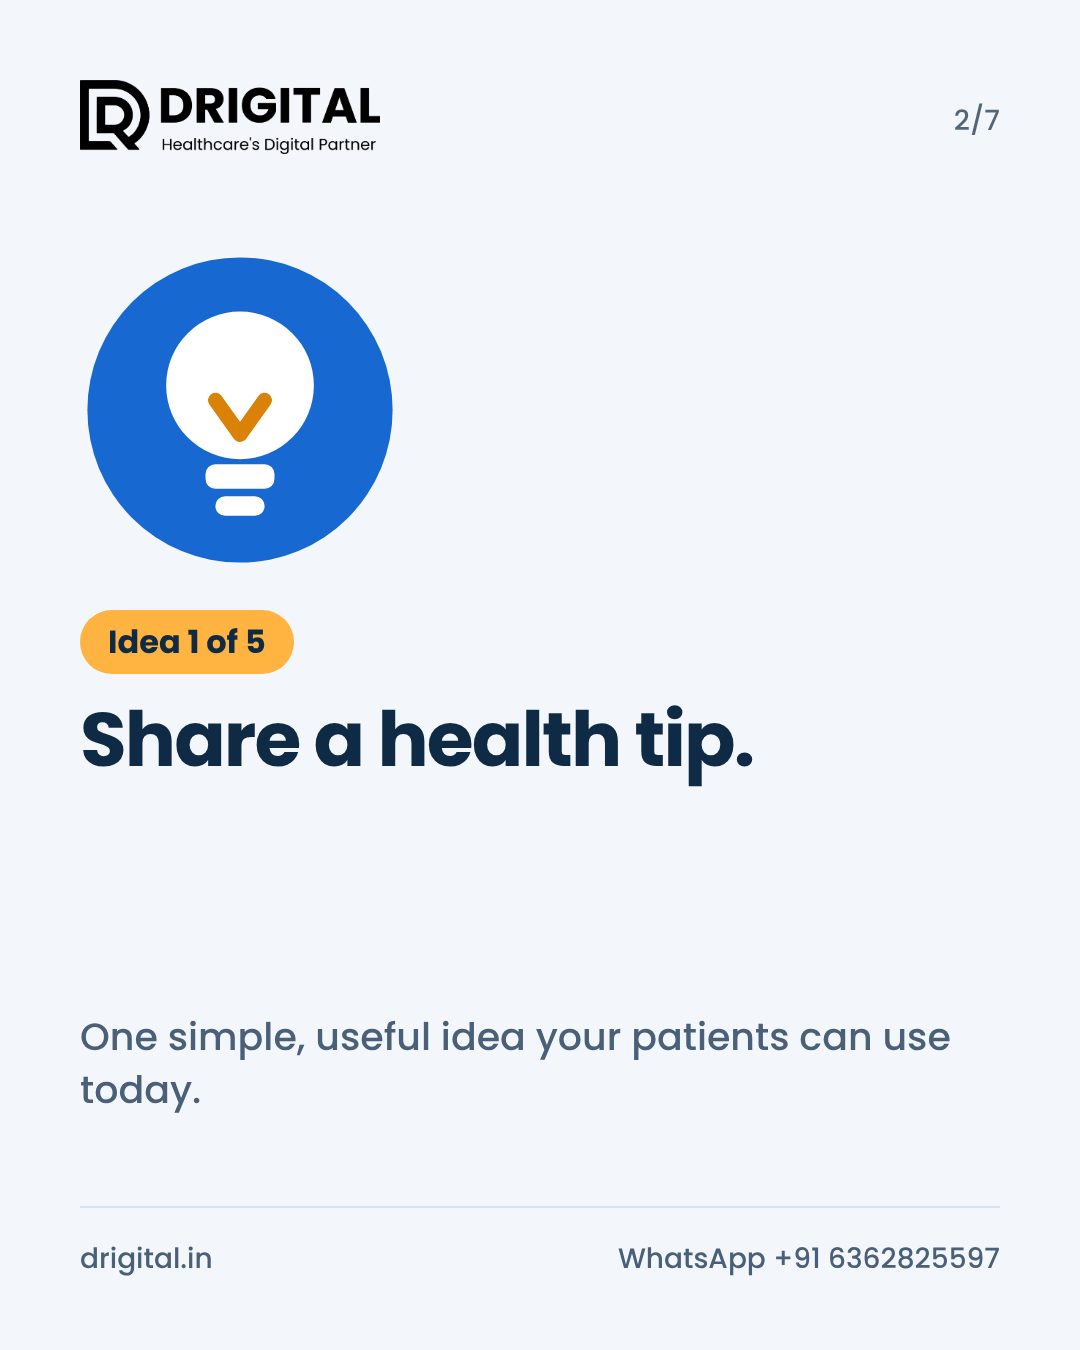 DRIGITAL
Healthcare's Digital Partner
2/7
Idea 1 of 5
Share a health tip.
One simple, useful idea your patients can use
today.
drigital.in
WhatsApp +91 6362825597